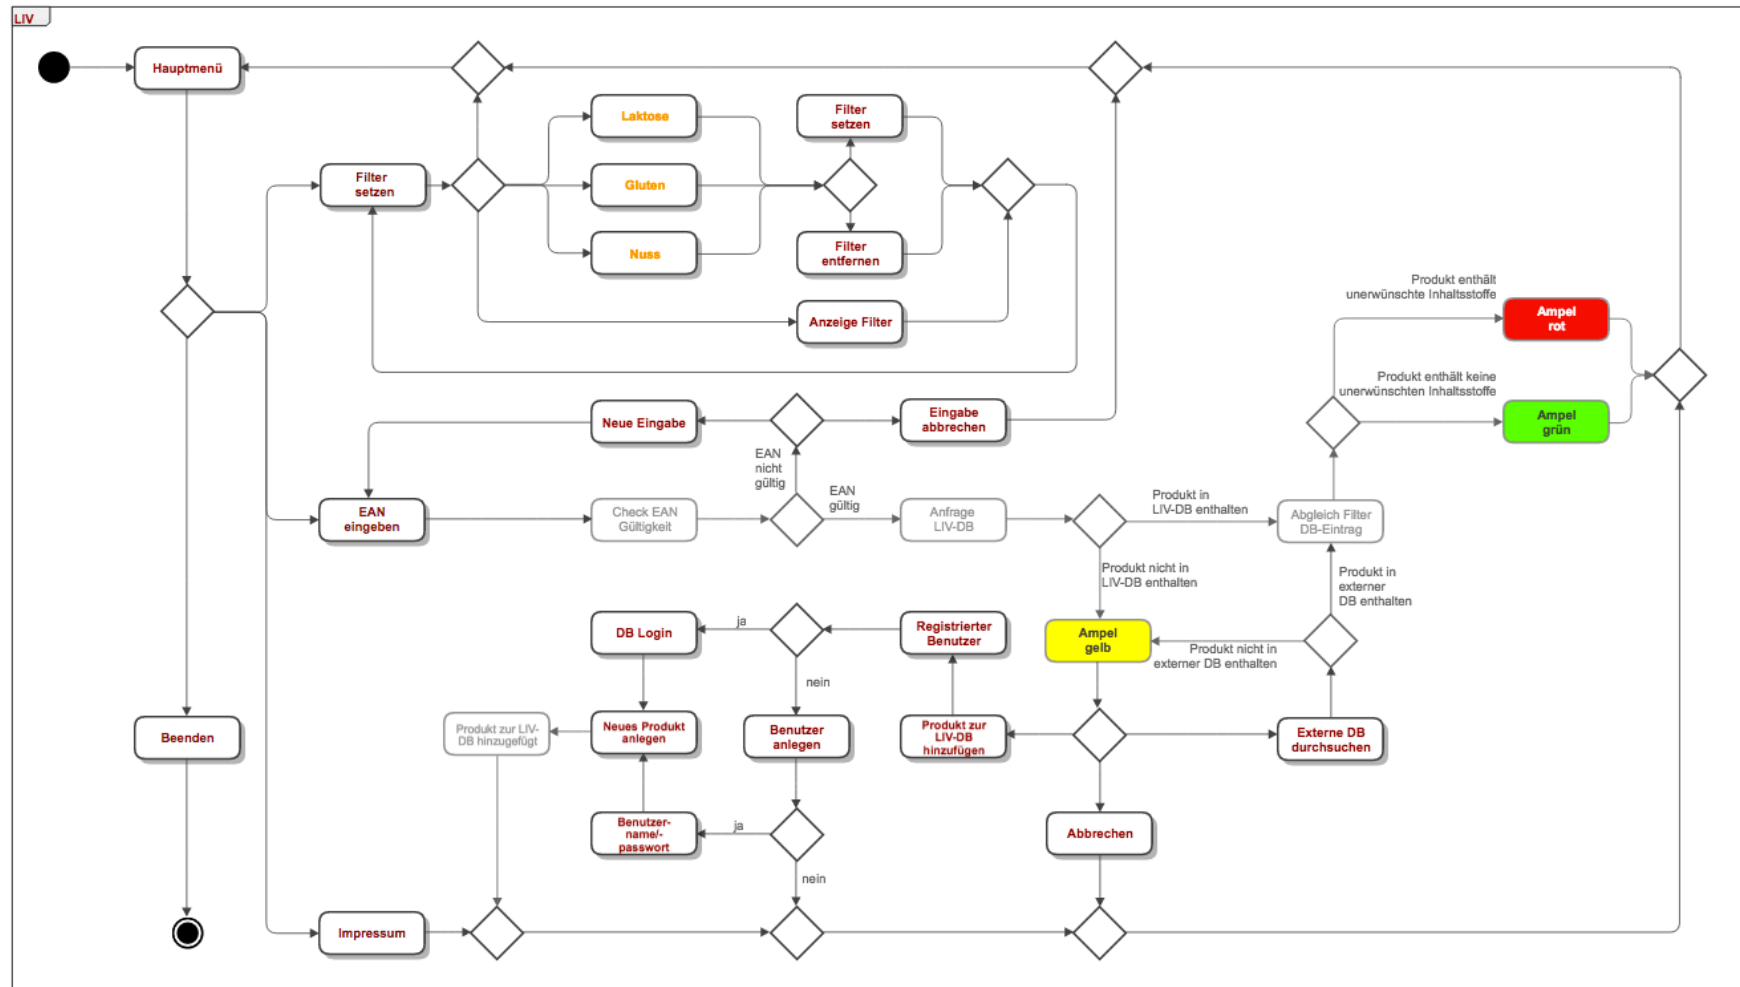 LIV
Hauptmenü
Laktose
Filter
setzen
Filter
setzen
Gluten
Nuss
Filter
entfernen
Anzeige Filter
Produkt enthält
unerwünschte Inhaltsstoffe
Ampel
rot
Produkt enthält keine
unerwünschten Inhaltsstoffe
Ampel
grün
Neue Eingabe
Eingabe
abbrechen
EAN
nicht
gültig
EAN
gültig
EAN
eingeben
Check EAN
Gültigkeit
Anfrage
LIV-DB
Produkt in
LIV-DB enthalten
Abgleich Filter
DB-Eintrag
Produkt nicht in
LIV-DB enthalten
Produkt in
externer
DB enthalten
DB Login
ja
Registrierter
Benutzer
Ampel
gelb
Produkt nicht in
externer DB enthalten
nein
Beenden
Produkt zur LIV-
DB hinzugefügt
Neues Produkt
anlegen
Benutzer
anlegen
Produkt zur
LIV-DB
hinzufügen
Externe DB
durchsuchen
Benutzer-
name/-
passwort
ja
Abbrechen
nein
Impressum